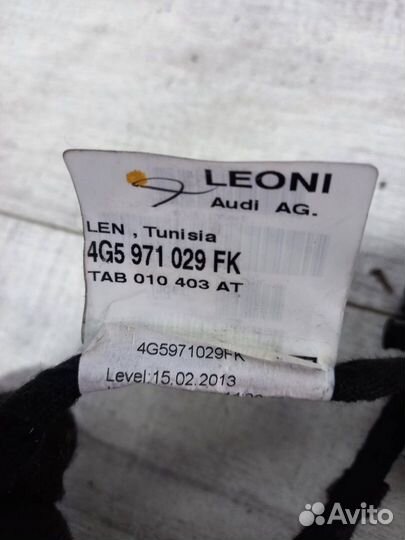 LEONI
Audi AG.
LEN , Tunisia
4G5 971 029 FK
TAB 010 403 AT
4G5971029FK
Level:15.02.2013
Avito